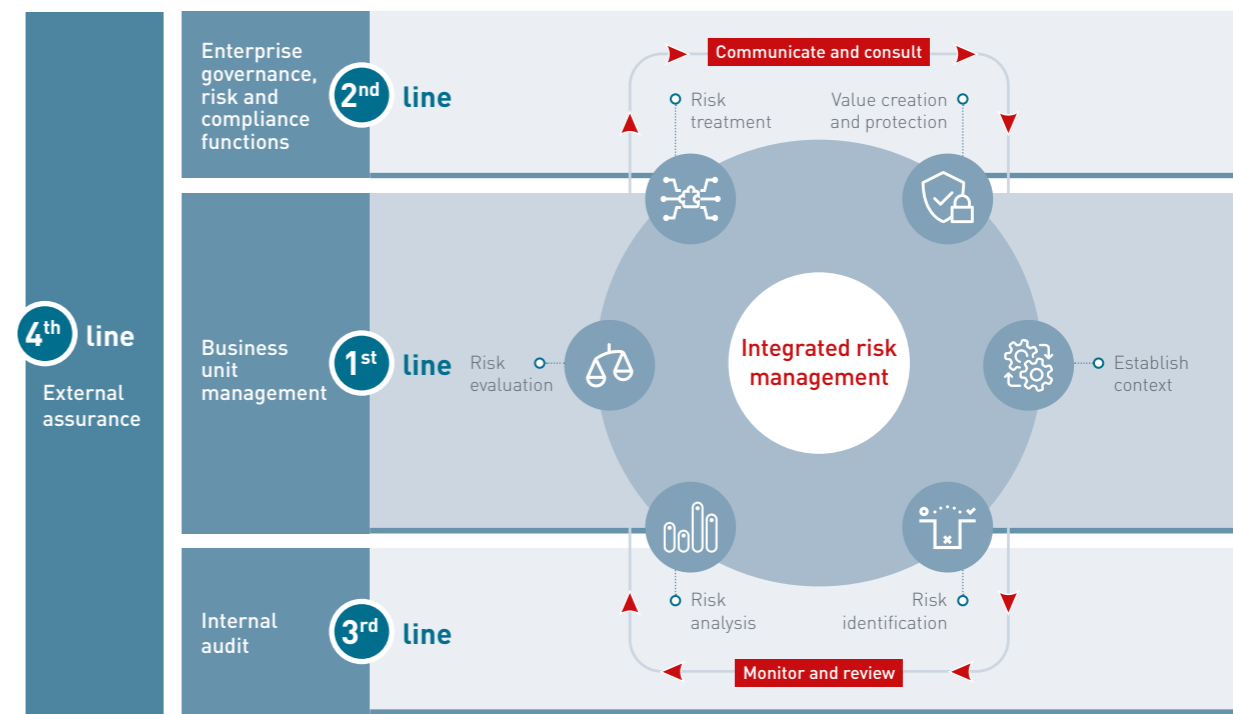 4th line
External
assurance
Enterprise
governance,
risk and
compliance
functions
2nd line
Communicate and consult
Risk
treatment
Value creation
and protection
Business
unit
management
1st line
Risk
evaluation
Integrated risk
management
Establish
context
Internal
audit
3rd line
Risk
analysis
Risk
identification
Monitor and review